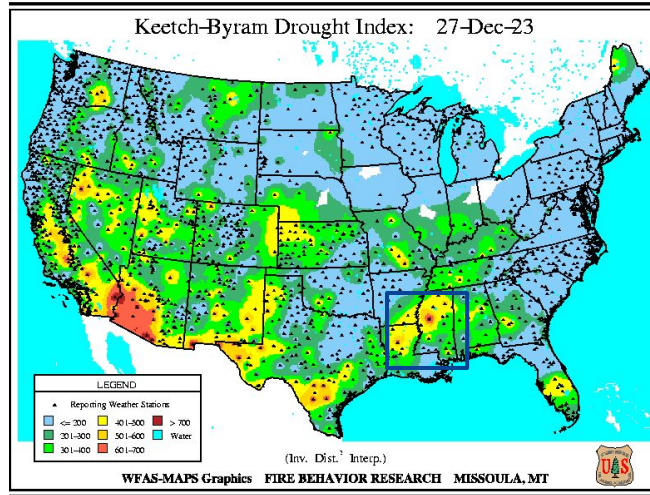 Keetch-Byram Drought Index: 27-Dec-23
LEGEND
Reporting Weather Stations
<= 200
401-500
> 700
201-300
501-600
Water
301-400
601-700
(Inv. Dist.² Interp.)
WFAS-MAPS Graphics FIRE BEHAVIOR RESEARCH MISSOULA, MT
U S